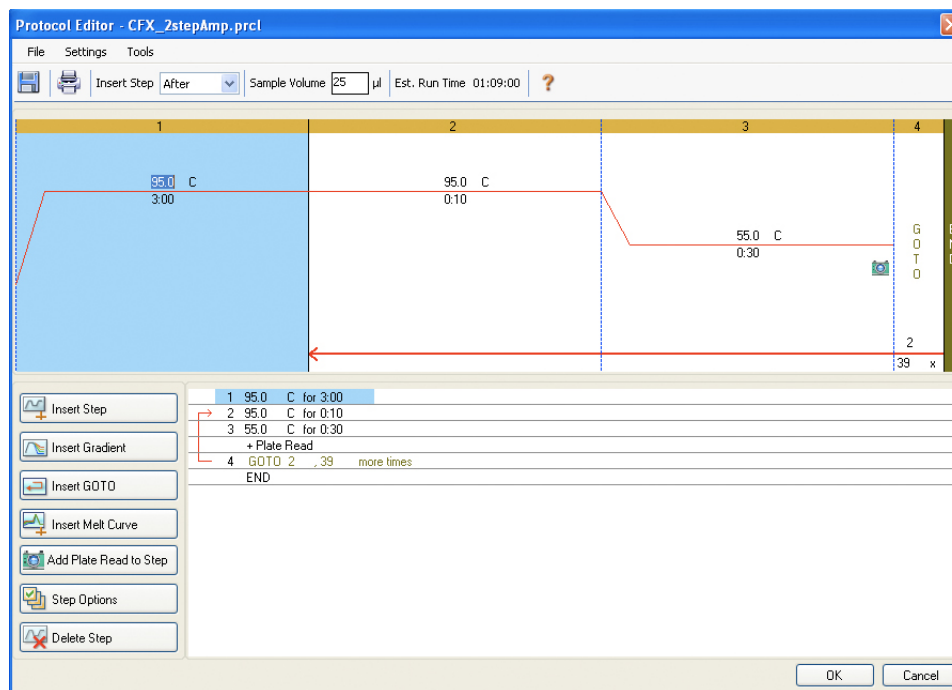 Protocol Editor - CFX_2stepAmp.prcl
File Settings Tools
Insert Step After Sample Volume 25 µl Est. Run Time 01:09:00 ?
1 2 3 4
95.0 C
3:00
95.0 C
0:10
55.0 C
0:30
G
O
T
O
2
39 x
Insert Step
Insert Gradient
Insert GOTO
Insert Melt Curve
Add Plate Read to Step
Step Options
Delete Step
1 95.0 C for 3:00
2 95.0 C for 0:10
3 55.0 C for 0:30
+ Plate Read
4 GOTO 2 , 39 more times
END
OK Cancel